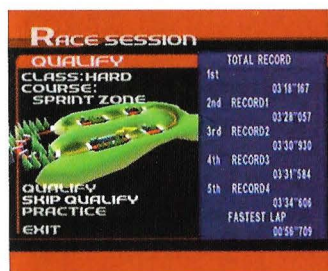 RACE SESSION
QUALIFY
CLASS:HARD
COURSE:
SPRINT ZONE
QUALIFY
SKIP QUALIFY
PRACTICE
EXIT
TOTAL RECORD
1st
03'18"167
2nd RECORD1
03'28"057
3rd RECORD2
03'30"930
4th RECORD3
03'31"584
5th RECORD4
03'34"606
FASTEST LAP
00'56"709